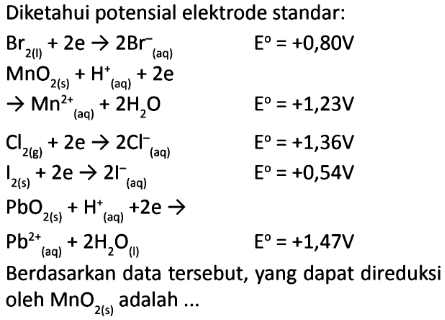 Diketahui potensial elektrode standar:
Br₂₍ₗ₎ + 2e → 2Br⁻₍aq₎ E° = +0,80V
MnO₂₍ₛ₎ + H⁺₍aq₎ + 2e
→ Mn²⁺₍aq₎ + 2H₂O E° = +1,23V
Cl₂₍g₎ + 2e → 2Cl⁻₍aq₎ E° = +1,36V
I₂₍ₛ₎ + 2e → 2I⁻₍aq₎ E° = +0,54V
PbO₂₍ₛ₎ + H⁺₍aq₎ +2e →
Pb²⁺₍aq₎ + 2H₂O₍ₗ₎ E° = +1,47V
Berdasarkan data tersebut, yang dapat direduksi
oleh MnO₂₍ₛ₎ adalah ...